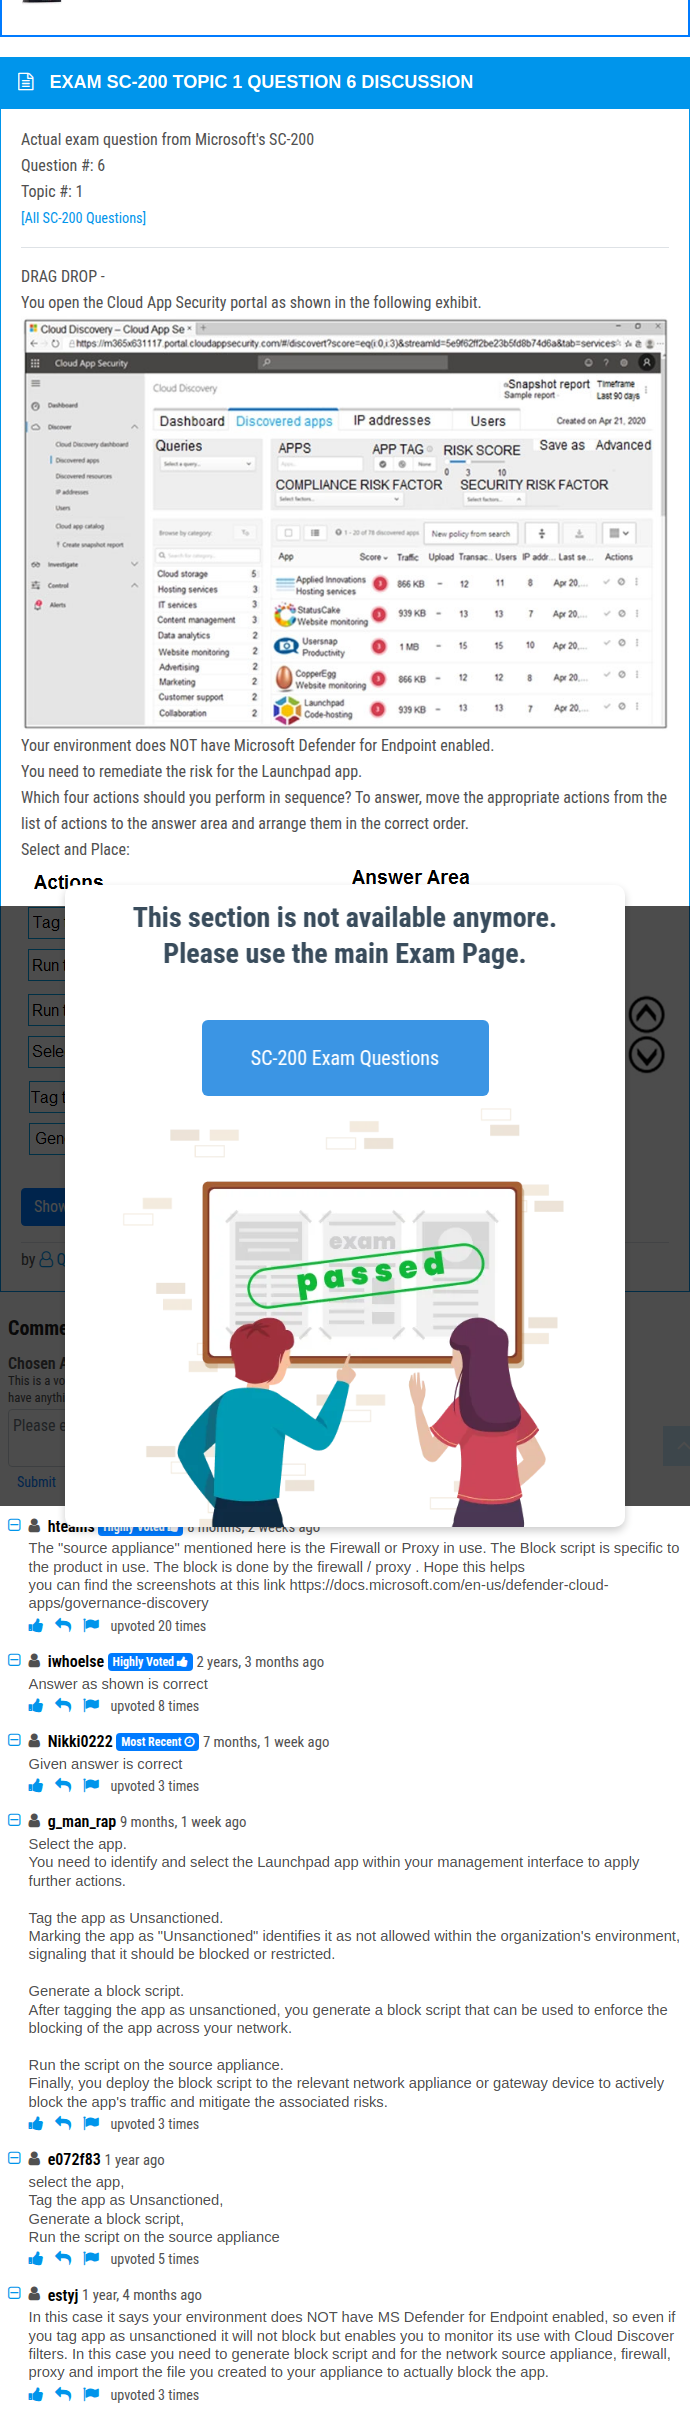 EXAM SC-200 TOPIC 1 QUESTION 6 DISCUSSION
Actual exam question from Microsoft's SC-200
Question #: 6
Topic #: 1
[All SC-200 Questions]
DRAG DROP -
You open the Cloud App Security portal as shown in the following exhibit.
Cloud Discovery – Cloud App Se × +
https://m365x631117.portal.cloudappsecurity.com/#/discovert?score=eq(i:0,i:3)&streamId=5e9f62ff2be23b5fd8b74d6a&tab=services
Cloud App Security
Cloud Discovery
Snapshot report
Sample report
Timeframe
Last 90 days
Dashboard
Discover
Cloud Discovery dashboard
Discovered apps
Discovered resources
IP addresses
Users
Cloud app catalog
+ Create snapshot report
Investigate
Control
Alerts
Dashboard Discovered apps IP addresses Users Created on Apr 21, 2020
Queries APPS APP TAG RISK SCORE Save as Advanced
Select a query... Apps... None 0 3 10
COMPLIANCE RISK FACTOR SECURITY RISK FACTOR
Select factors... Select factors...
Browse by category: 1 - 20 of 78 discovered apps New policy from search
Search for category...
App Score Traffic Upload Transac... Users IP addr... Last se... Actions
Cloud storage 5
Hosting services 3
IT services 3
Content management 3
Data analytics 2
Website monitoring 2
Advertising 2
Marketing 2
Customer support 2
Collaboration 2
Applied Innovations
Hosting services 3 866 KB – 12 11 8 Apr 20,...
StatusCake
Website monitoring 3 939 KB – 13 13 7 Apr 20,...
Usersnap
Productivity 3 1 MB – 15 15 10 Apr 20,...
CopperEgg
Website monitoring 3 866 KB – 12 12 8 Apr 20,...
Launchpad
Code-hosting 3 939 KB – 13 13 7 Apr 20,...
Your environment does NOT have Microsoft Defender for Endpoint enabled.
You need to remediate the risk for the Launchpad app.
Which four actions should you perform in sequence? To answer, move the appropriate actions from the
list of actions to the answer area and arrange them in the correct order.
Select and Place:
Actions Answer Area
This section is not available anymore.
Please use the main Exam Page.
SC-200 Exam Questions
exam
passed
Tag
Run
Run
Sele
Tag
Gen
Show
by
Comme
Chosen A
This is a vo
have anythi
Please e
Submit
hteams Highly Voted 8 months, 2 weeks ago
The "source appliance" mentioned here is the Firewall or Proxy in use. The Block script is specific to
the product in use. The block is done by the firewall / proxy . Hope this helps
you can find the screenshots at this link https://docs.microsoft.com/en-us/defender-cloud-
apps/governance-discovery
upvoted 20 times
iwhoelse Highly Voted 2 years, 3 months ago
Answer as shown is correct
upvoted 8 times
Nikki0222 Most Recent 7 months, 1 week ago
Given answer is correct
upvoted 3 times
g_man_rap 9 months, 1 week ago
Select the app.
You need to identify and select the Launchpad app within your management interface to apply
further actions.
Tag the app as Unsanctioned.
Marking the app as "Unsanctioned" identifies it as not allowed within the organization's environment,
signaling that it should be blocked or restricted.
Generate a block script.
After tagging the app as unsanctioned, you generate a block script that can be used to enforce the
blocking of the app across your network.
Run the script on the source appliance.
Finally, you deploy the block script to the relevant network appliance or gateway device to actively
block the app's traffic and mitigate the associated risks.
upvoted 3 times
e072f83 1 year ago
select the app,
Tag the app as Unsanctioned,
Generate a block script,
Run the script on the source appliance
upvoted 5 times
estyj 1 year, 4 months ago
In this case it says your environment does NOT have MS Defender for Endpoint enabled, so even if
you tag app as unsanctioned it will not block but enables you to monitor its use with Cloud Discover
filters. In this case you need to generate block script and for the network source appliance, firewall,
proxy and import the file you created to your appliance to actually block the app.
upvoted 3 times